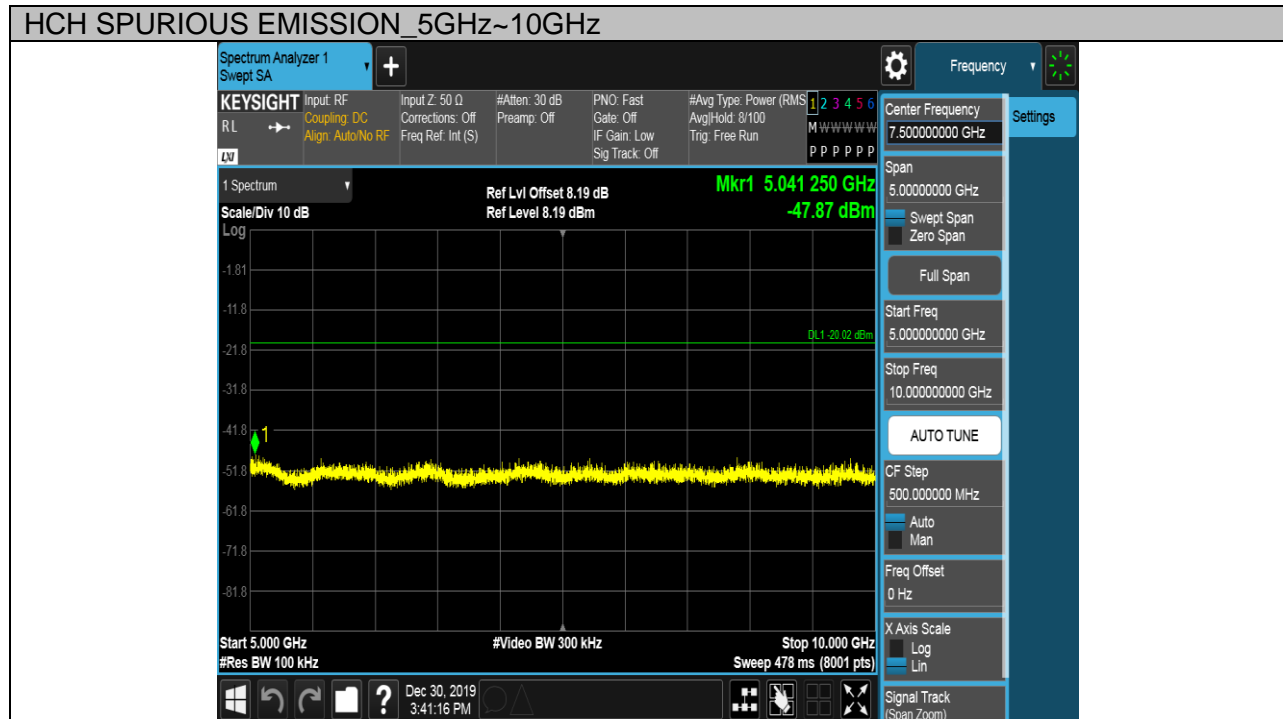 HCH SPURIOUS EMISSION_5GHz~10GHz
Spectrum Analyzer 1
Swept SA
Frequency
KEYSIGHT
RL
LXI
Input: RF
Coupling: DC
Align: Auto/No RF
Input Z: 50 Ω
Corrections: Off
Freq Ref: Int (S)
#Atten: 30 dB
Preamp: Off
PNO: Fast
Gate: Off
IF Gain: Low
Sig Track: Off
#Avg Type: Power (RMS
Avg|Hold: 8/100
Trig: Free Run
1 2 3 4 5 6
M W W W W W
P P P P P P
1 Spectrum
Scale/Div 10 dB
Ref Lvl Offset 8.19 dB
Ref Level 8.19 dBm
Mkr1 5.041 250 GHz
-47.87 dBm
Log
-1.81
-11.8
DL1 -20.02 dBm
-21.8
-31.8
-41.8
1
-51.8
-61.8
-71.8
-81.8
Start 5.000 GHz
#Res BW 100 kHz
#Video BW 300 kHz
Stop 10.000 GHz
Sweep 478 ms (8001 pts)
?
Dec 30, 2019
3:41:16 PM
Center Frequency
7.500000000 GHz
Settings
Span
5.00000000 GHz
Swept Span
Zero Span
Full Span
Start Freq
5.000000000 GHz
Stop Freq
10.000000000 GHz
AUTO TUNE
CF Step
500.000000 MHz
Auto
Man
Freq Offset
0 Hz
X Axis Scale
Log
Lin
Signal Track
(Span Zoom)